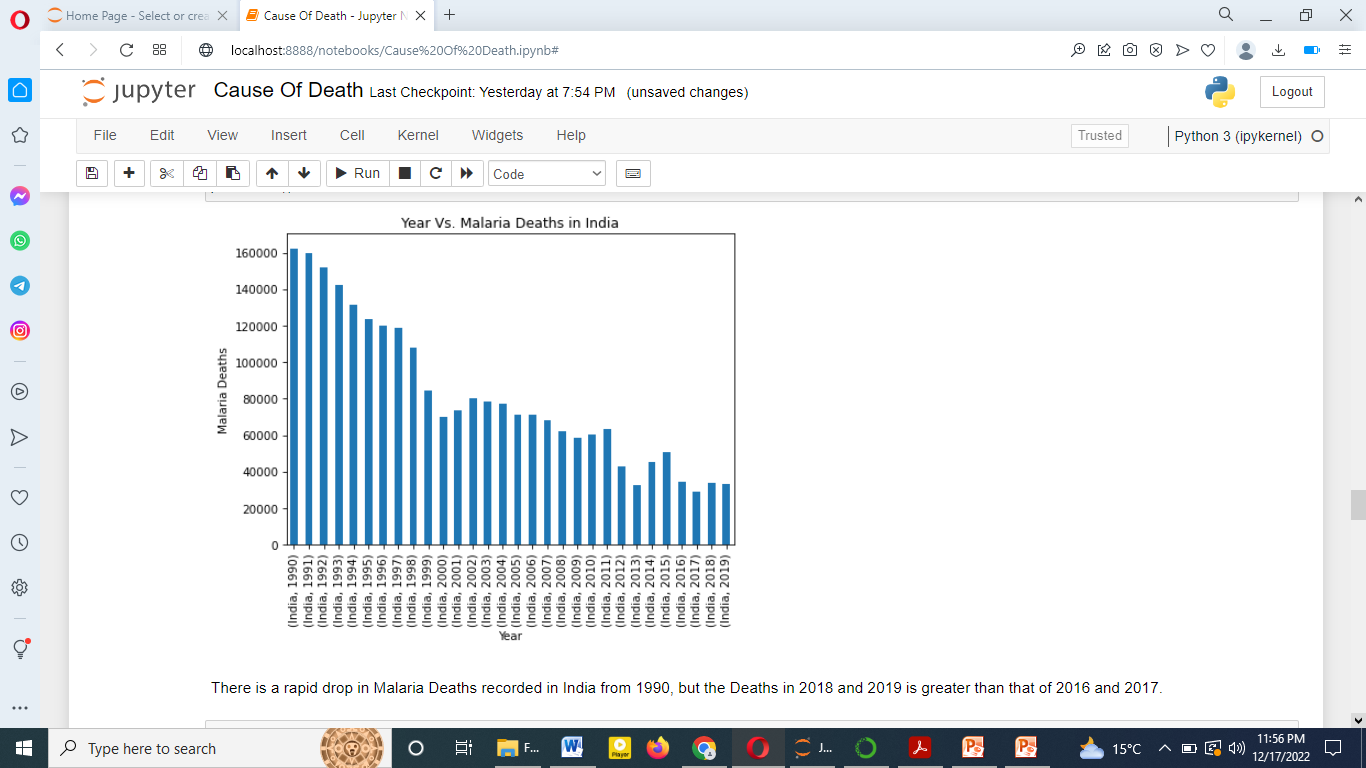 Home Page - Select or crea
Cause Of Death - Jupyter N
localhost:8888/notebooks/Cause%20Of%20Death.ipynb#
jupyter Cause Of Death Last Checkpoint: Yesterday at 7:54 PM (unsaved changes)
Logout
File Edit View Insert Cell Kernel Widgets Help
Trusted
Python 3 (ipykernel)
Run
Code
Year Vs. Malaria Deaths in India
Malaria Deaths
160000
140000
120000
100000
80000
60000
40000
20000
0
(India, 1990)
(India, 1991)
(India, 1992)
(India, 1993)
(India, 1994)
(India, 1995)
(India, 1996)
(India, 1997)
(India, 1998)
(India, 1999)
(India, 2000)
(India, 2001)
(India, 2002)
(India, 2003)
(India, 2004)
(India, 2005)
(India, 2006)
(India, 2007)
(India, 2008)
(India, 2009)
(India, 2010)
(India, 2011)
(India, 2012)
(India, 2013)
(India, 2014)
(India, 2015)
(India, 2016)
(India, 2017)
(India, 2018)
(India, 2019)
Year
There is a rapid drop in Malaria Deaths recorded in India from 1990, but the Deaths in 2018 and 2019 is greater than that of 2016 and 2017.
Type here to search
F...
Player
J...
15°C
11:56 PM
12/17/2022